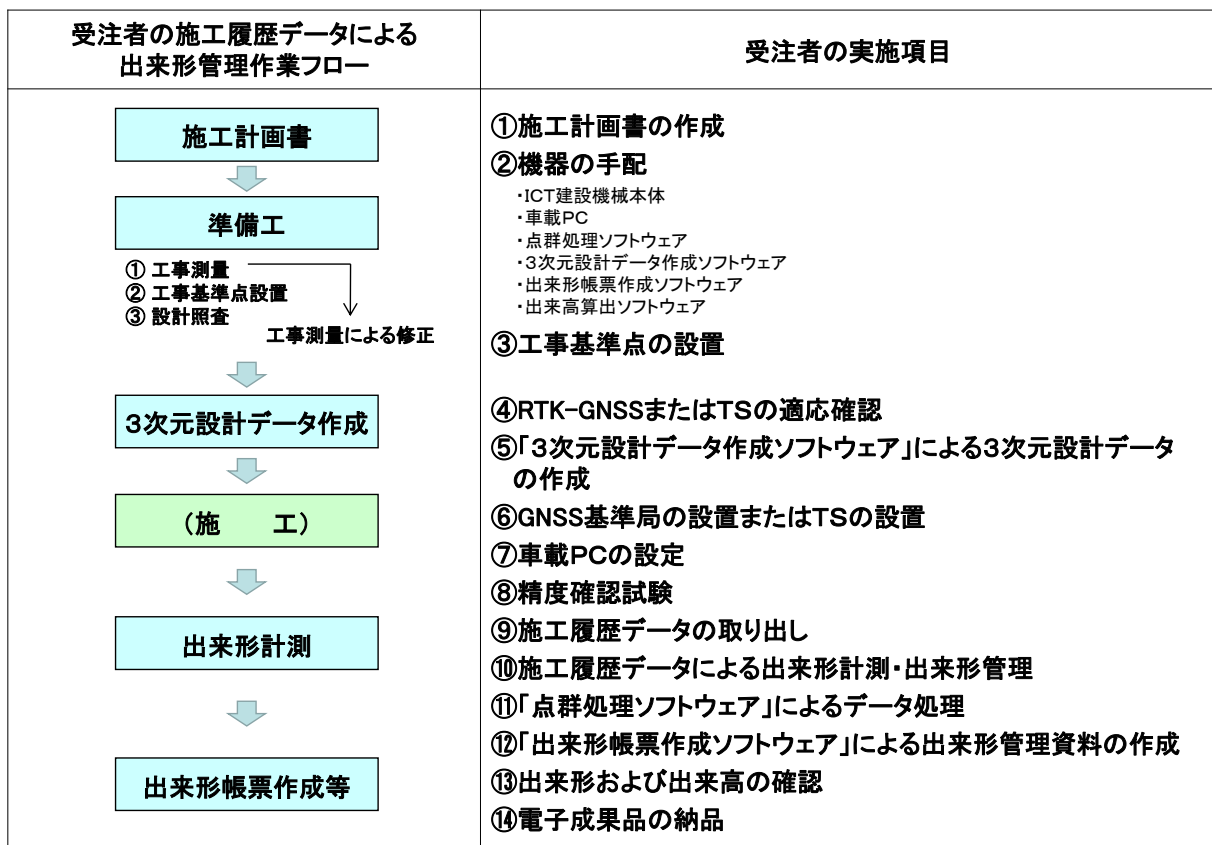 受注者の施工履歴データによる
出来形管理作業フロー
受注者の実施項目
施工計画書
準備工
① 工事測量
② 工事基準点設置
③ 設計照査
工事測量による修正
3次元設計データ作成
(施 工)
出来形計測
出来形帳票作成等
①施工計画書の作成
②機器の手配
・ICT建設機械本体
・車載PC
・点群処理ソフトウェア
・3次元設計データ作成ソフトウェア
・出来形帳票作成ソフトウェア
・出来高算出ソフトウェア
③工事基準点の設置
④RTK-GNSSまたはTSの適応確認
⑤「3次元設計データ作成ソフトウェア」による3次元設計データ
の作成
⑥GNSS基準局の設置またはTSの設置
⑦車載PCの設定
⑧精度確認試験
⑨施工履歴データの取り出し
⑩施工履歴データによる出来形計測・出来形管理
⑪「点群処理ソフトウェア」によるデータ処理
⑫「出来形帳票作成ソフトウェア」による出来形管理資料の作成
⑬出来形および出来高の確認
⑭電子成果品の納品